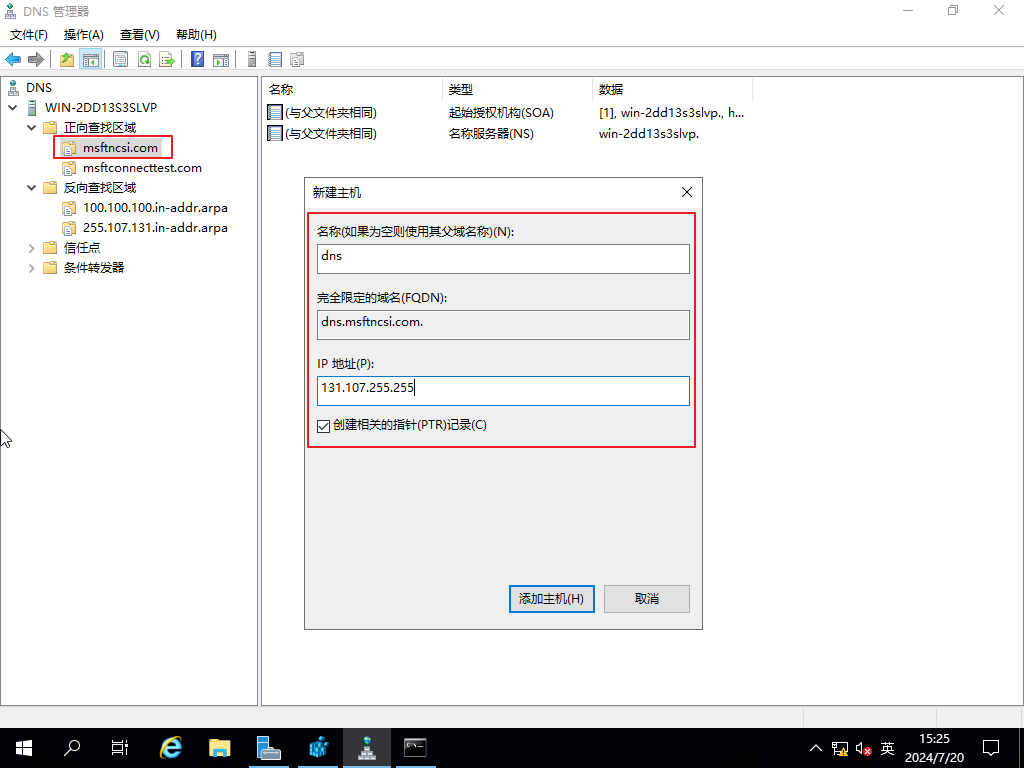 DNS 管理器
文件(F) 操作(A) 查看(V) 帮助(H)
DNS
WIN-2DD13S3SLVP
正向查找区域
msftncsi.com
msftconnecttest.com
反向查找区域
100.100.100.in-addr.arpa
255.107.131.in-addr.arpa
信任点
条件转发器
名称 类型 数据
(与父文件夹相同) 起始授权机构(SOA) [1], win-2dd13s3slvp., h...
(与父文件夹相同) 名称服务器(NS) win-2dd13s3slvp.
新建主机
名称(如果为空则使用其父域名称)(N):
dns
完全限定的域名(FQDN):
dns.msftncsi.com.
IP 地址(P):
131.107.255.255
创建相关的指针(PTR)记录(C)
添加主机(H) 取消
英
15:25
2024/7/20